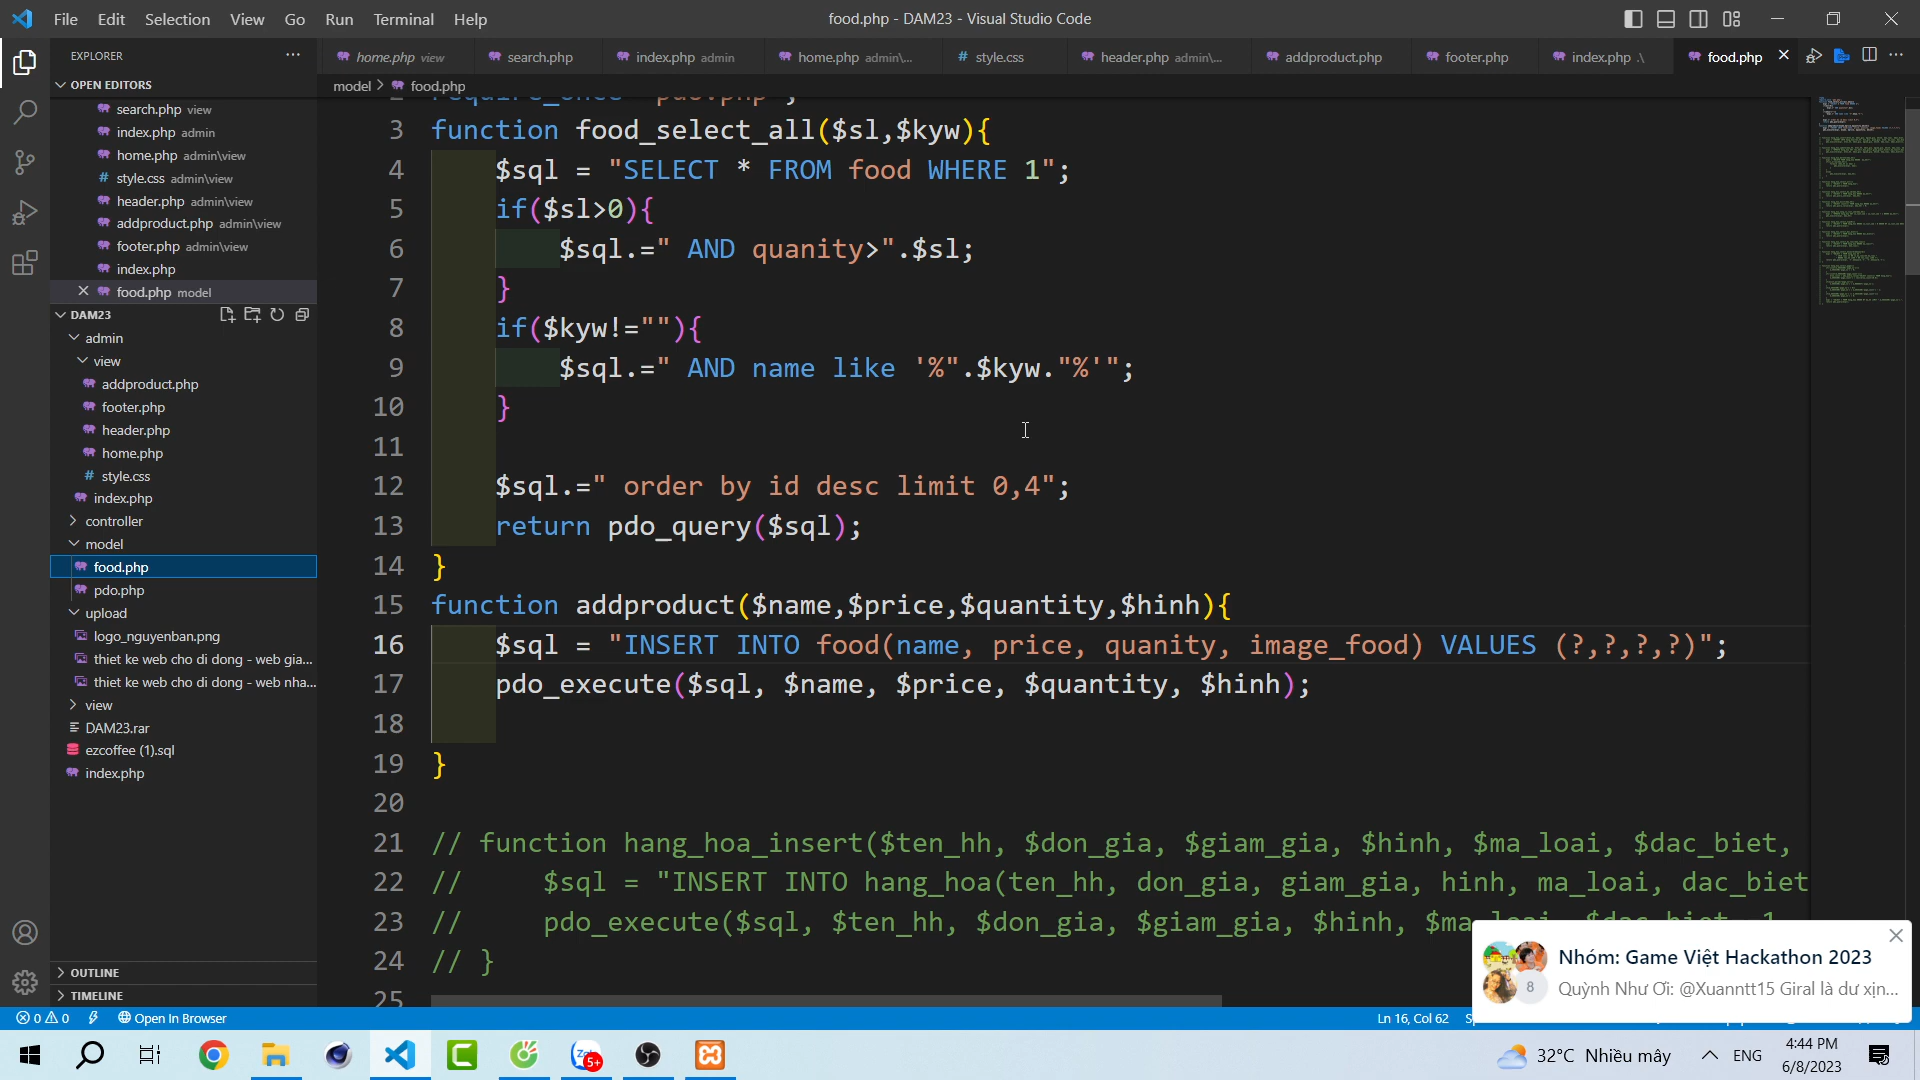 File Edit Selection View Go Run Terminal Help
food.php - DAM23 - Visual Studio Code
EXPLORER
home.php view
search.php
index.php admin
home.php admin\...
style.css
header.php admin\...
addproduct.php
footer.php
index.php .\
food.php
model > food.php
OPEN EDITORS
search.php view
index.php admin
home.php admin\view
style.css admin\view
header.php admin\view
addproduct.php admin\view
footer.php admin\view
index.php
food.php model
DAM23
admin
view
addproduct.php
footer.php
header.php
home.php
style.css
index.php
controller
model
food.php
pdo.php
upload
logo_nguyenban.png
thiet ke web cho di dong - web gia...
thiet ke web cho di dong - web nha...
view
DAM23.rar
ezcoffee (1).sql
index.php
OUTLINE
TIMELINE
2 require_once "pdo.php";
3 function food_select_all($sl,$kyw){
4 $sql = "SELECT * FROM food WHERE 1";
5 if($sl>0){
6 $sql.=" AND quanity>".$sl;
7 }
8 if($kyw!=""){
9 $sql.=" AND name like '%".$kyw."%'";
10 }
11
12 $sql.=" order by id desc limit 0,4";
13 return pdo_query($sql);
14 }
15 function addproduct($name,$price,$quantity,$hinh){
16 $sql = "INSERT INTO food(name, price, quanity, image_food) VALUES (?,?,?,?)";
17 pdo_execute($sql, $name, $price, $quantity, $hinh);
18
19 }
20
21 // function hang_hoa_insert($ten_hh, $don_gia, $giam_gia, $hinh, $ma_loai, $dac_biet,
22 // $sql = "INSERT INTO hang_hoa(ten_hh, don_gia, giam_gia, hinh, ma_loai, dac_biet
23 // pdo_execute($sql, $ten_hh, $don_gia, $giam_gia, $hinh, $ma_loai, $dac_biet
24 // }
25
Nhóm: Game Việt Hackathon 2023
8
Quỳnh Như Ơi: @Xuanntt15 Giral là dư xịn...
0 0
Open In Browser
Ln 16, Col 62
5+
32°C Nhiều mây
ENG
4:44 PM
6/8/2023